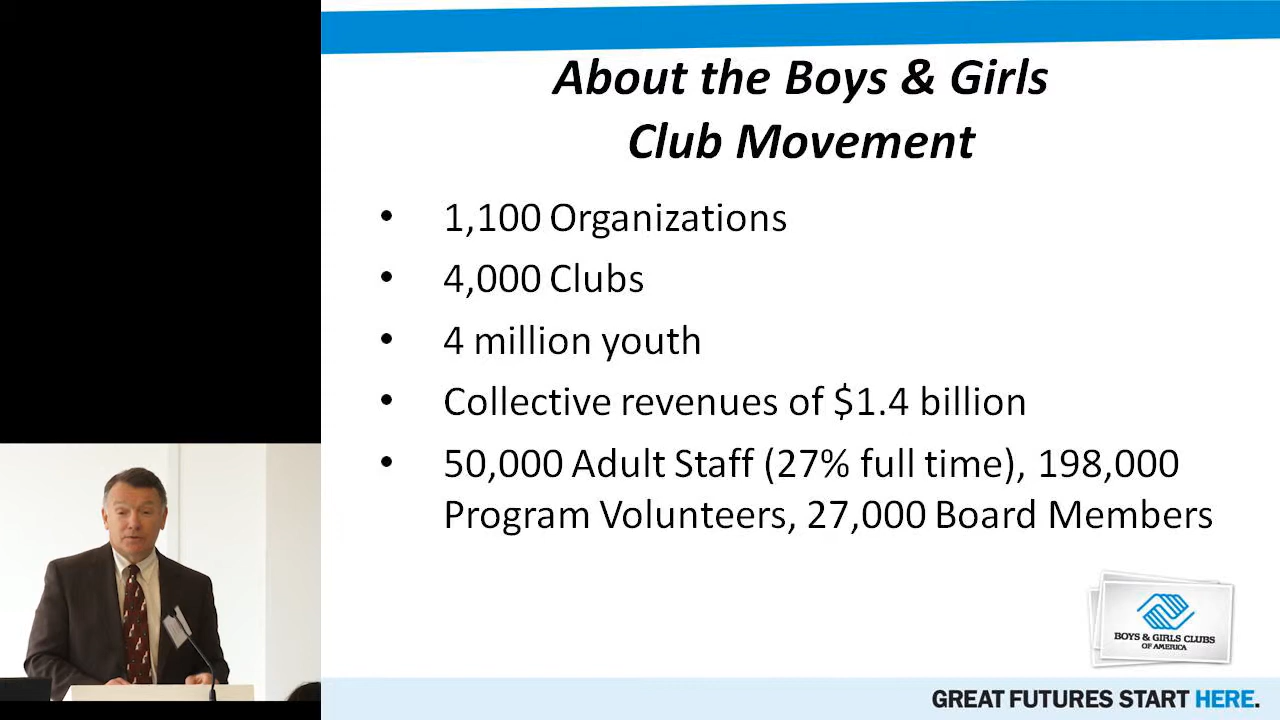 About the Boys & Girls
Club Movement
• 1,100 Organizations
• 4,000 Clubs
• 4 million youth
• Collective revenues of $1.4 billion
• 50,000 Adult Staff (27% full time), 198,000
Program Volunteers, 27,000 Board Members
BOYS & GIRLS CLUBS
OF AMERICA
GREAT FUTURES START HERE.